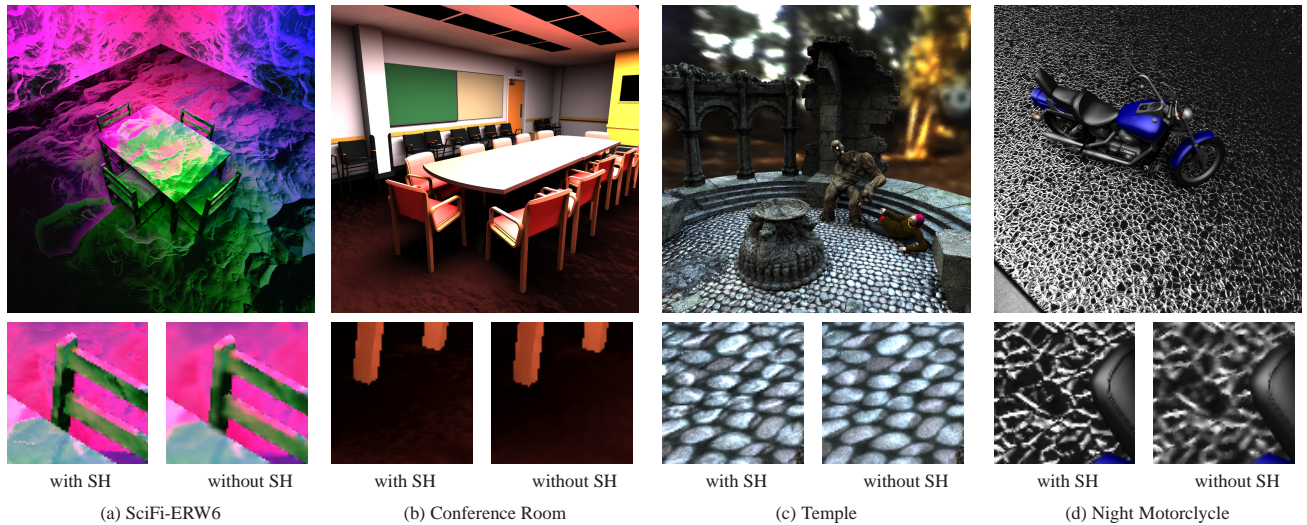 with SH without SH with SH without SH with SH without SH with SH without SH
(a) SciFi-ERW6 (b) Conference Room (c) Temple (d) Night Motorclycle